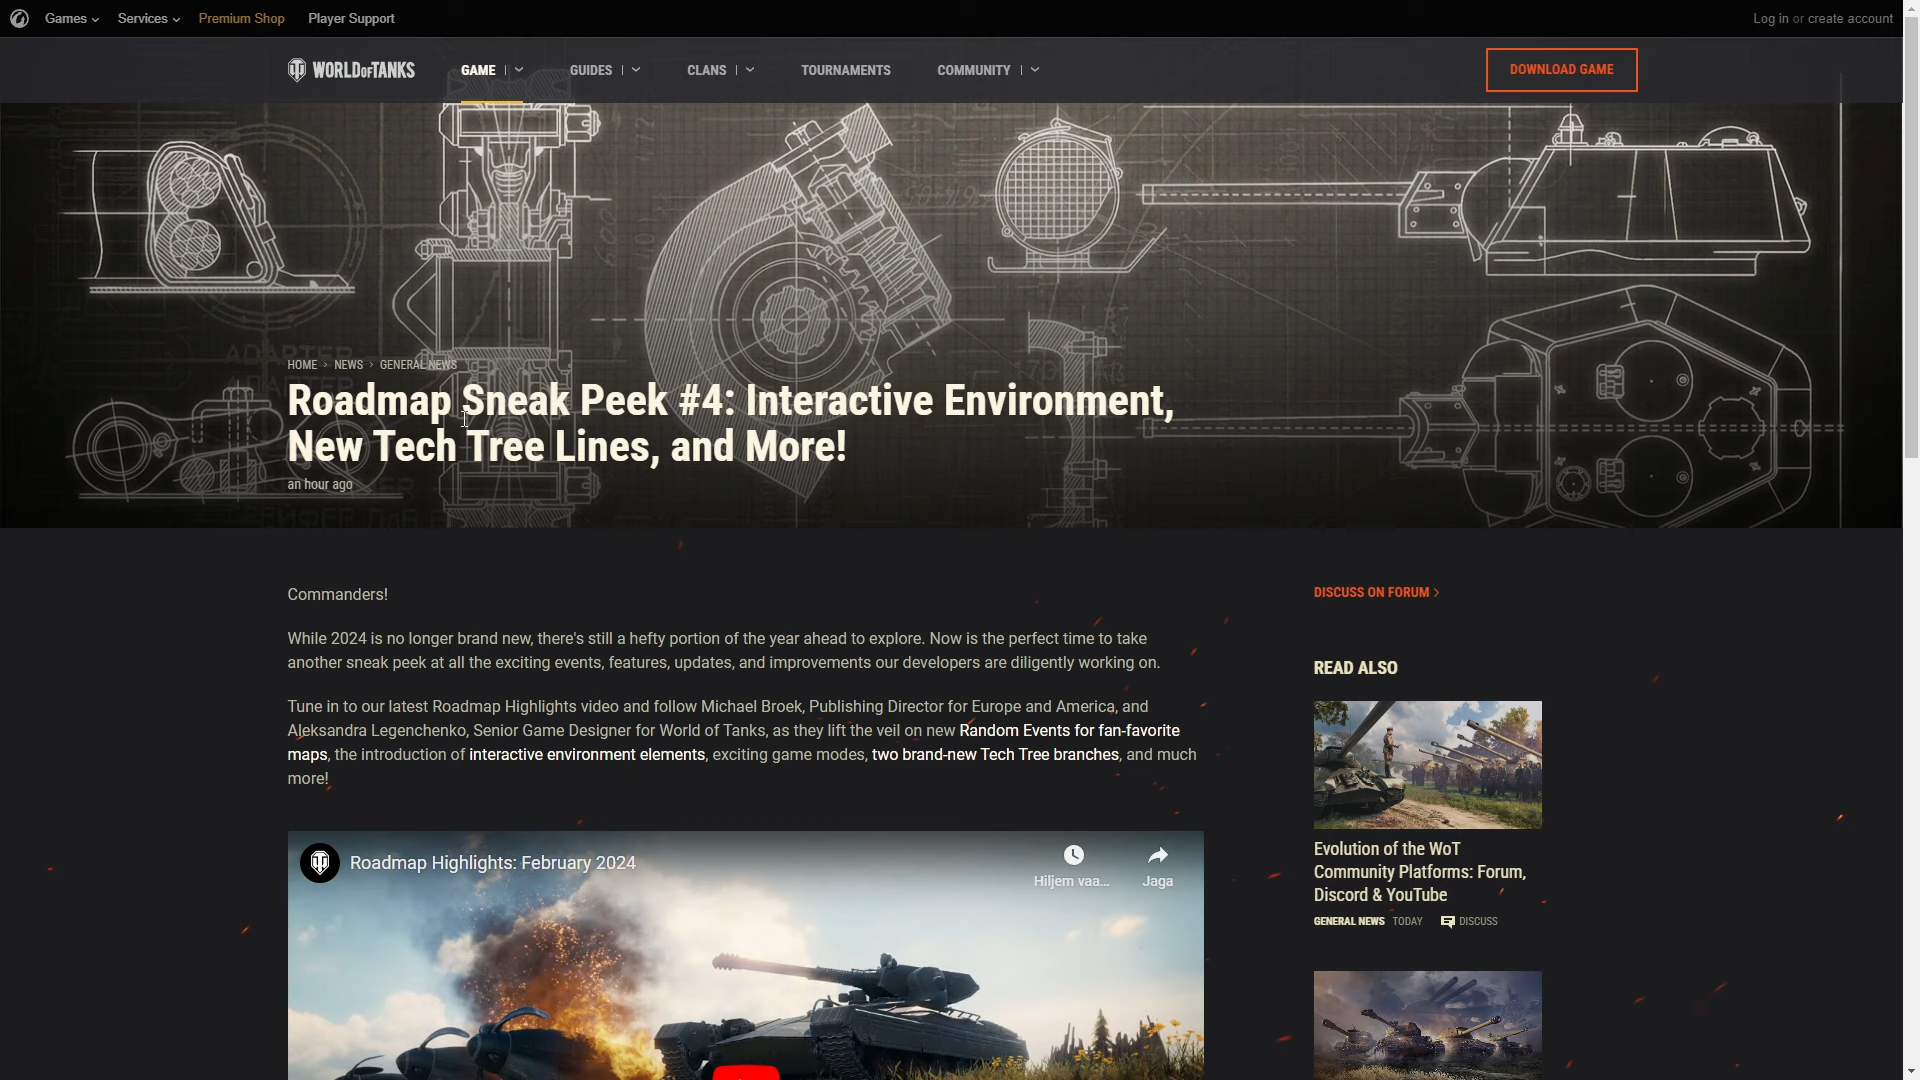 Games Services Premium Shop Player Support Log in or create account
WORLD OF TANKS GAME GUIDES CLANS TOURNAMENTS COMMUNITY DOWNLOAD GAME
HOME › NEWS › GENERAL NEWS
Roadmap Sneak Peek #4: Interactive Environment,
New Tech Tree Lines, and More!
an hour ago
Commanders!
While 2024 is no longer brand new, there's still a hefty portion of the year ahead to explore. Now is the perfect time to take
another sneak peek at all the exciting events, features, updates, and improvements our developers are diligently working on.
Tune in to our latest Roadmap Highlights video and follow Michael Broek, Publishing Director for Europe and America, and
Aleksandra Legenchenko, Senior Game Designer for World of Tanks, as they lift the veil on new Random Events for fan-favorite
maps, the introduction of interactive environment elements, exciting game modes, two brand-new Tech Tree branches, and much
more!
Roadmap Highlights: February 2024
Hiljem vaa...
Jaga
DISCUSS ON FORUM ›
READ ALSO
Evolution of the WoT
Community Platforms: Forum,
Discord & YouTube
GENERAL NEWS TODAY DISCUSS